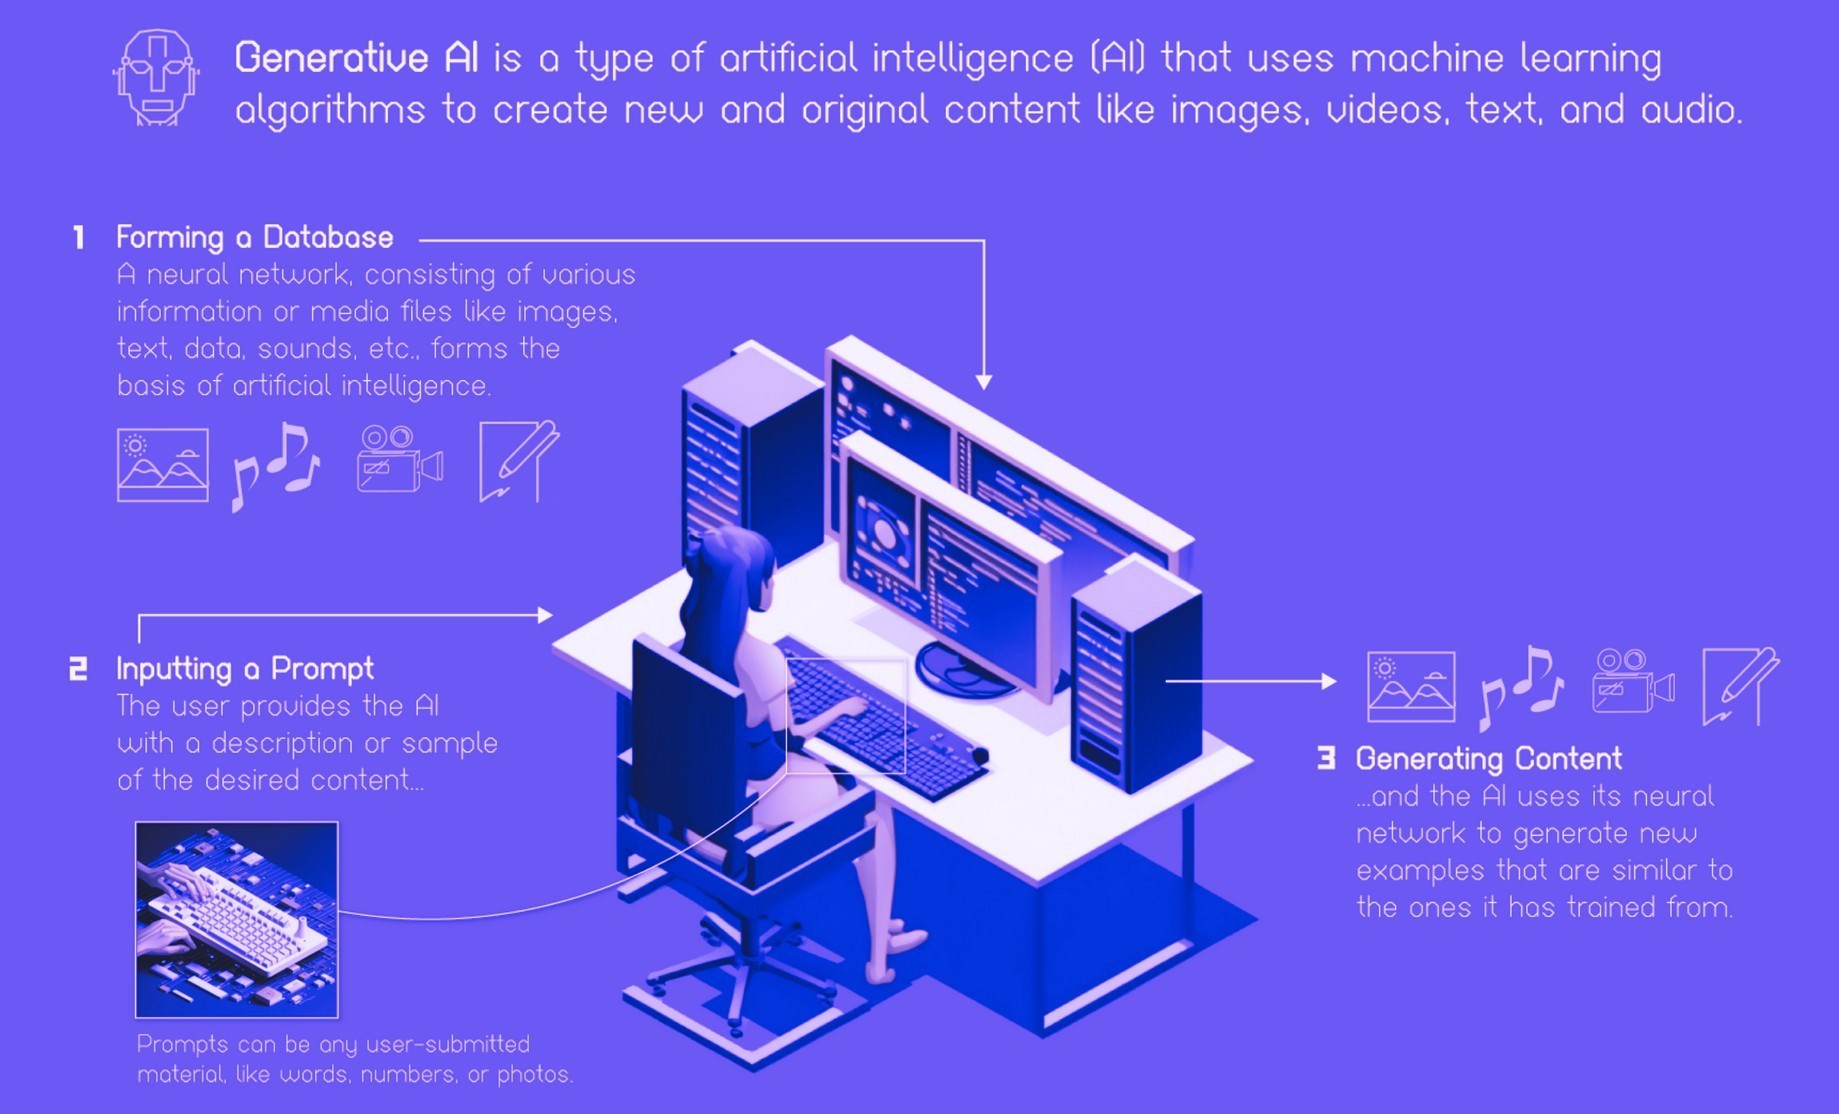 Generative AI is a type of artificial intelligence (AI) that uses machine learning
algorithms to create new and original content like images, videos, text, and audio.
1 Forming a Database
A neural network, consisting of various
information or media files like images,
text, data, sounds, etc., forms the
basis of artificial intelligence.
2 Inputting a Prompt
The user provides the AI
with a description or sample
of the desired content...
Prompts can be any user-submitted
material, like words, numbers, or photos.
3 Generating Content
...and the AI uses its neural
network to generate new
examples that are similar to
the ones it has trained from.